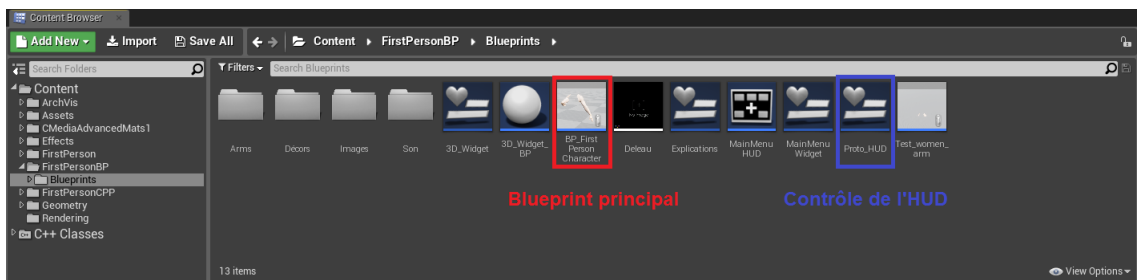 Content Browser
Add New Import Save All Content FirstPersonBP Blueprints
Search Folders
Filters Search Blueprints
Content
ArchVis
Assets
CMediaAdvancedMats1
Effects
FirstPerson
FirstPersonBP
Blueprints
FirstPersonCPP
Geometry
Rendering
C++ Classes
Arms
Décors
Images
Son
3D_Widget
3D_Widget_
BP
BP_First
Person
Character
Deleau
Explications
MainMenu
HUD
MainMenu
Widget
Proto_HUD
Test_women_
arm
Blueprint principal
Contrôle de l'HUD
13 items
View Options